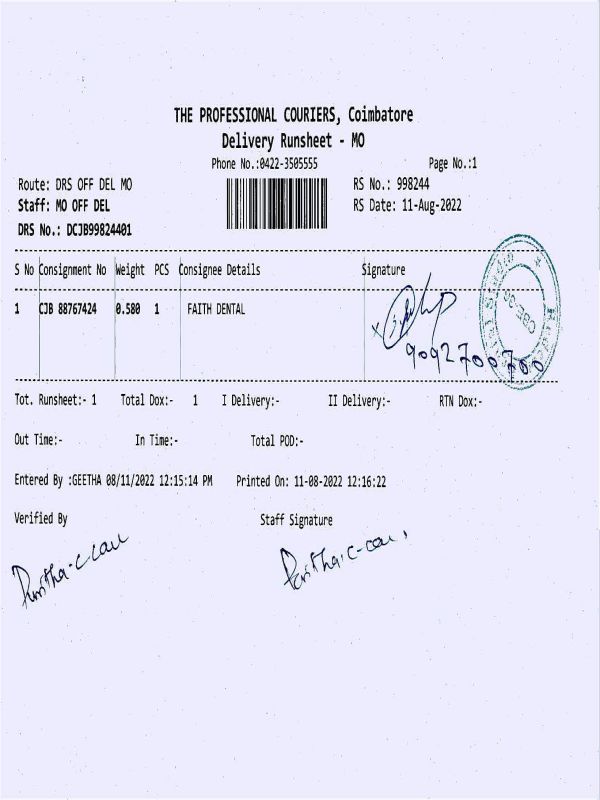 THE PROFESSIONAL COURIERS, Coimbatore
Delivery Runsheet - MO
Phone No.:0422-3505555 Page No.:1
Route: DRS OFF DEL MO RS No.: 998244
Staff: MO OFF DEL RS Date: 11-Aug-2022
DRS No.: DCJB99824401
S No Consignment No Weight PCS Consignee Details Signature
1 CJB 88767424 0.580 1 FAITH DENTAL
9092700700
Tot. Runsheet:- 1 Total Dox:- 1 I Delivery:- II Delivery:- RTN Dox:-
Out Time:- In Time:- Total POD:-
Entered By :GEETHA 08/11/2022 12:15:14 PM Printed On: 11-08-2022 12:16:22
Verified By Staff Signature